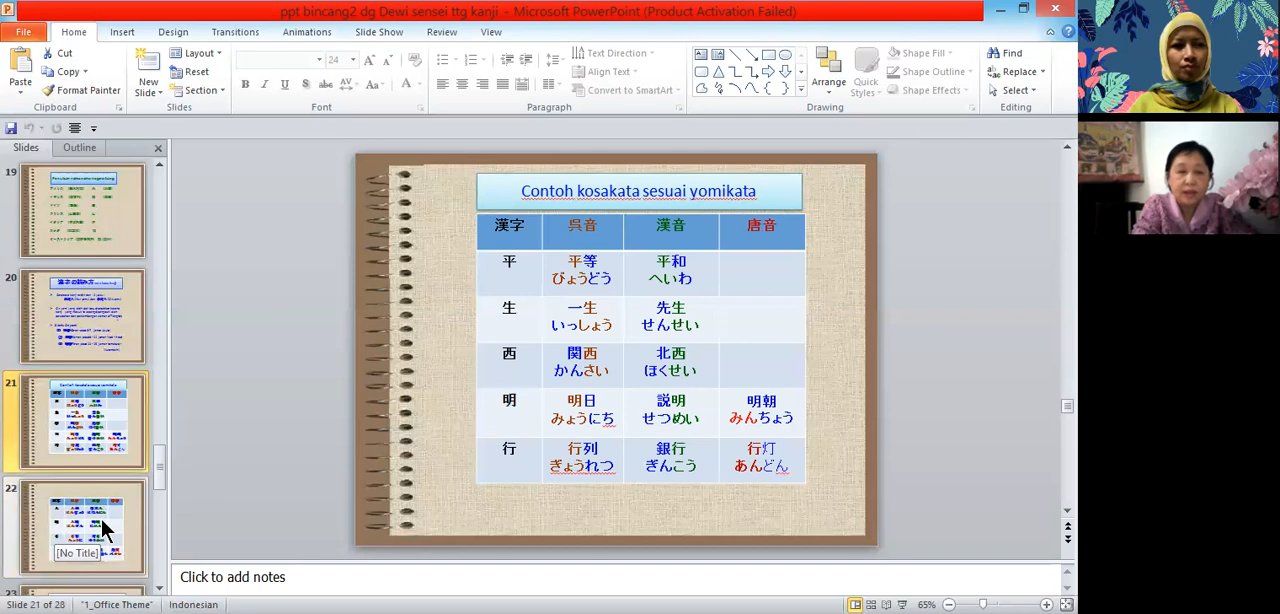 ppt bincang2 dg Dewi sensei ttg kanji - Microsoft PowerPoint (Product Activation Failed)
File Home Insert Design Transitions Animations Slide Show Review View
Paste
Cut
Copy
Format Painter
Clipboard
New Slide
Layout
Reset
Section
Slides
24
Font
Text Direction
Align Text
Convert to SmartArt
Paragraph
Arrange
Quick Styles
Shape Fill
Shape Outline
Shape Effects
Drawing
Find
Replace
Select
Editing
Slides Outline
19
20
21
22
[No Title]
23
Contoh kosakata sesuai yomikata
漢字 呉音 漢音 唐音
平 平等 平和
びょうどう へいわ
生 一生 先生
いっしょう せんせい
西 関西 北西
かんさい ほくせい
明 明日 説明 明朝
みょうにち せつめい みんちょう
行 行列 銀行 行灯
ぎょうれつ ぎんこう あんどん
Click to add notes
Slide 21 of 28 "1_Office Theme" Indonesian 65%